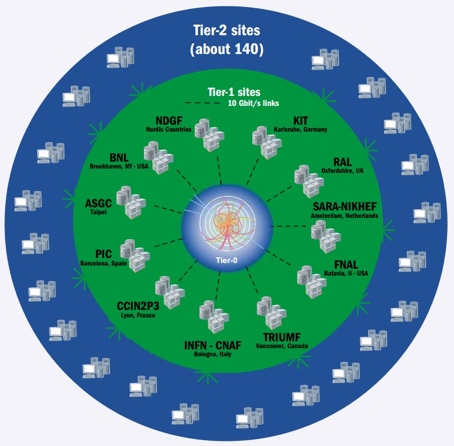 Tier-2 sites
(about 140)
Tier-1 sites
10 Gbit/s links
NDGF
Nordic Countries
KIT
Karlsruhe, Germany
BNL
Brookhaven, NY - USA
RAL
Oxfordshire, UK
ASGC
Taipei
SARA-NIKHEF
Amsterdam, Netherlands
PIC
Barcelona, Spain
Tier-0
FNAL
Batavia, Il - USA
CCIN2P3
Lyon, France
TRIUMF
Vancouver, Canada
INFN - CNAF
Bologna, Italy